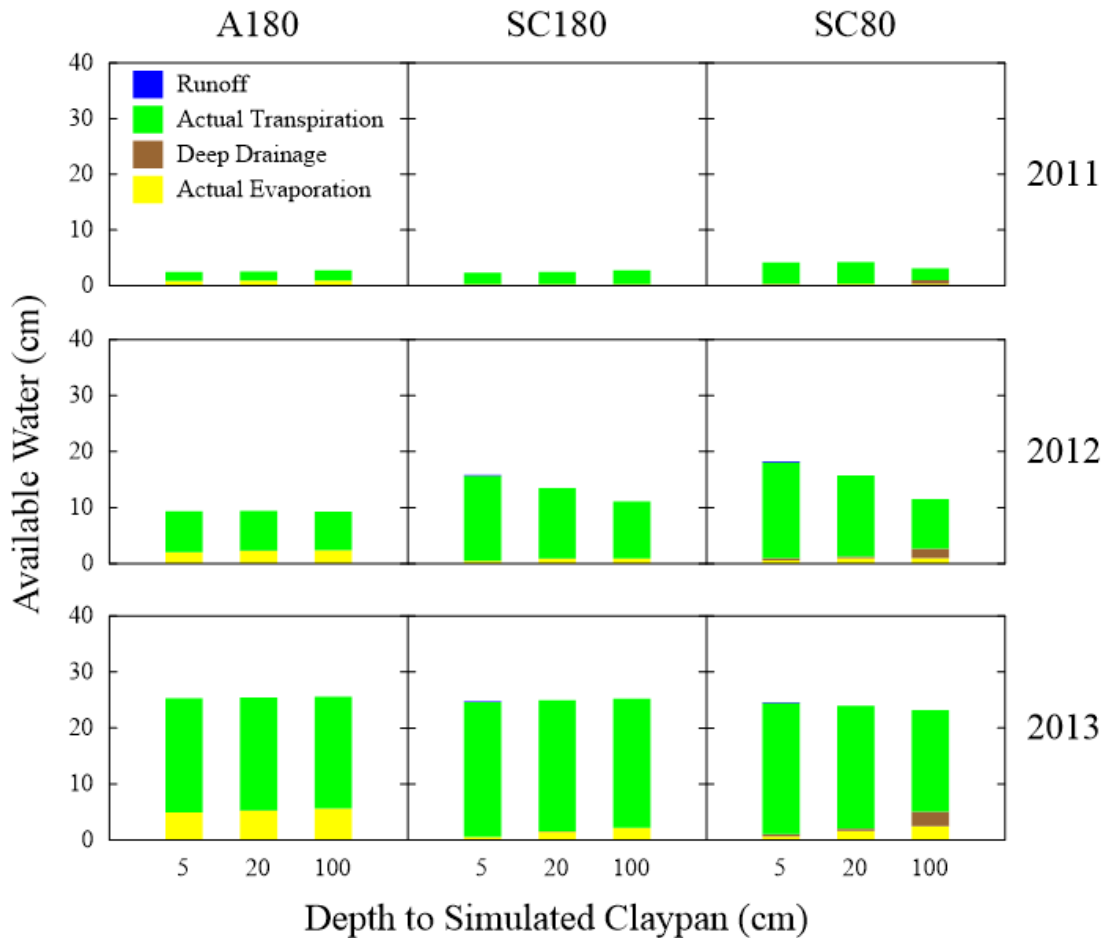 A180 SC180 SC80
40
30
20
10
0
Runoff
Actual Transpiration
Deep Drainage
Actual Evaporation
2011
Available Water (cm)
40
30
20
10
0
2012
40
30
20
10
0
2013
5 20 100 5 20 100 5 20 100
Depth to Simulated Claypan (cm)